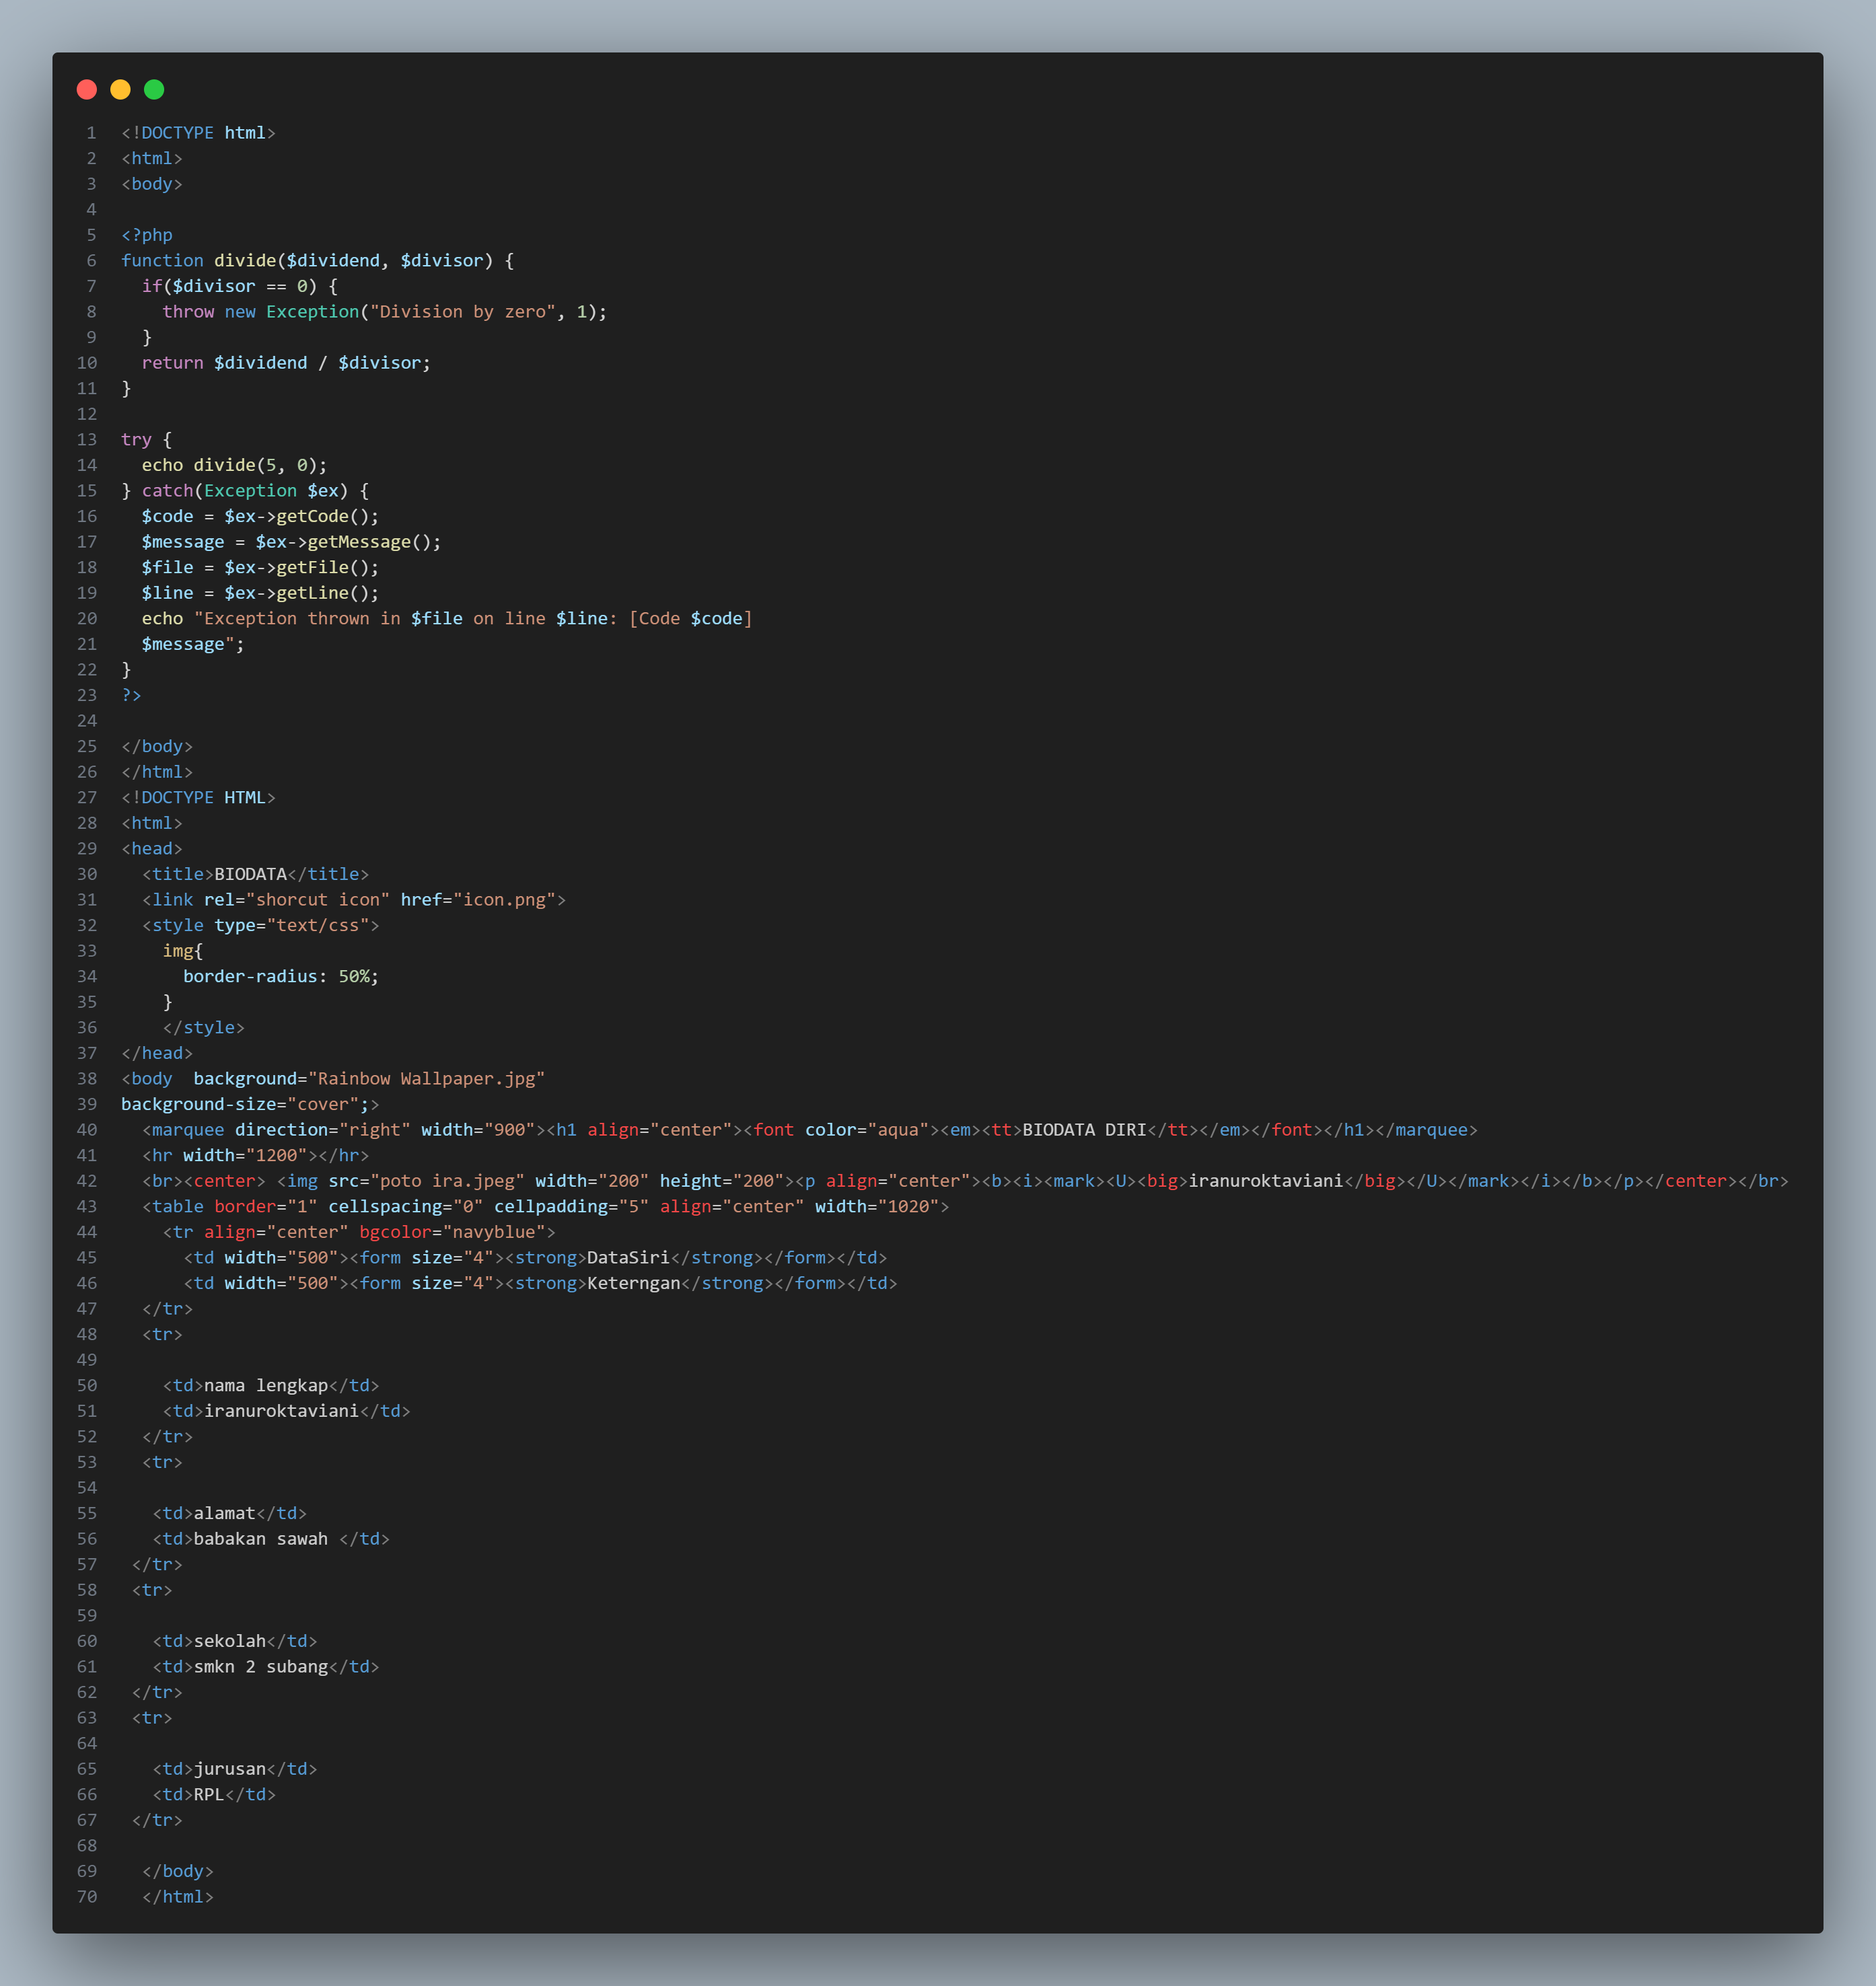 1 <!DOCTYPE html>
2 <html>
3 <body>
4
5 <?php
6 function divide($dividend, $divisor) {
7   if($divisor == 0) {
8     throw new Exception("Division by zero", 1);
9   }
10   return $dividend / $divisor;
11 }
12
13 try {
14   echo divide(5, 0);
15 } catch(Exception $ex) {
16   $code = $ex->getCode();
17   $message = $ex->getMessage();
18   $file = $ex->getFile();
19   $line = $ex->getLine();
20   echo "Exception thrown in $file on line $line: [Code $code]
21   $message";
22 }
23 ?>
24
25 </body>
26 </html>
27 <!DOCTYPE HTML>
28 <html>
29 <head>
30   <title>BIODATA</title>
31   <link rel="shorcut icon" href="icon.png">
32   <style type="text/css">
33     img{
34       border-radius: 50%;
35     }
36     </style>
37 </head>
38 <body  background="Rainbow Wallpaper.jpg"
39 background-size="cover";>
40   <marquee direction="right" width="900"><h1 align="center"><font color="aqua"><em><tt>BIODATA DIRI</tt></em></font></h1></marquee>
41   <hr width="1200"></hr>
42   <br><center> <img src="poto ira.jpeg" width="200" height="200"><p align="center"><b><i><mark><U><big>iranuroktaviani</big></U></mark></i></b></p></center></br>
43   <table border="1" cellspacing="0" cellpadding="5" align="center" width="1020">
44     <tr align="center" bgcolor="navyblue">
45       <td width="500"><form size="4"><strong>DataSiri</strong></form></td>
46       <td width="500"><form size="4"><strong>Keterngan</strong></form></td>
47   </tr>
48   <tr>
49
50     <td>nama lengkap</td>
51     <td>iranuroktaviani</td>
52   </tr>
53   <tr>
54
55    <td>alamat</td>
56    <td>babakan sawah </td>
57  </tr>
58  <tr>
59
60    <td>sekolah</td>
61    <td>smkn 2 subang</td>
62  </tr>
63  <tr>
64
65    <td>jurusan</td>
66    <td>RPL</td>
67  </tr>
68
69   </body>
70   </html>